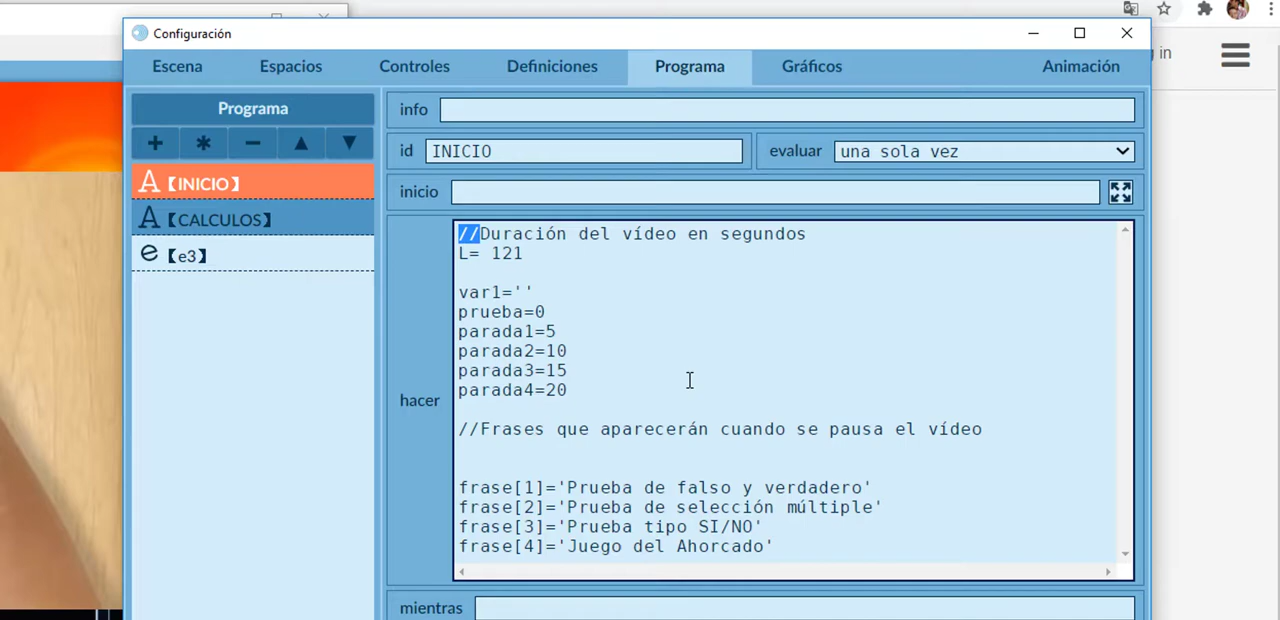 in
Configuración
Escena
Espacios
Controles
Definiciones
Programa
Gráficos
Animación
Programa
+ * − ▲ ▼
A【INICIO】
A【CALCULOS】
e【e3】
info
id INICIO
evaluar una sola vez
inicio
hacer
//Duración del vídeo en segundos
L= 121
var1=''
prueba=0
parada1=5
parada2=10
parada3=15
parada4=20
//Frases que aparecerán cuando se pausa el vídeo
frase[1]='Prueba de falso y verdadero'
frase[2]='Prueba de selección múltiple'
frase[3]='Prueba tipo SI/NO'
frase[4]='Juego del Ahorcado'
mientras